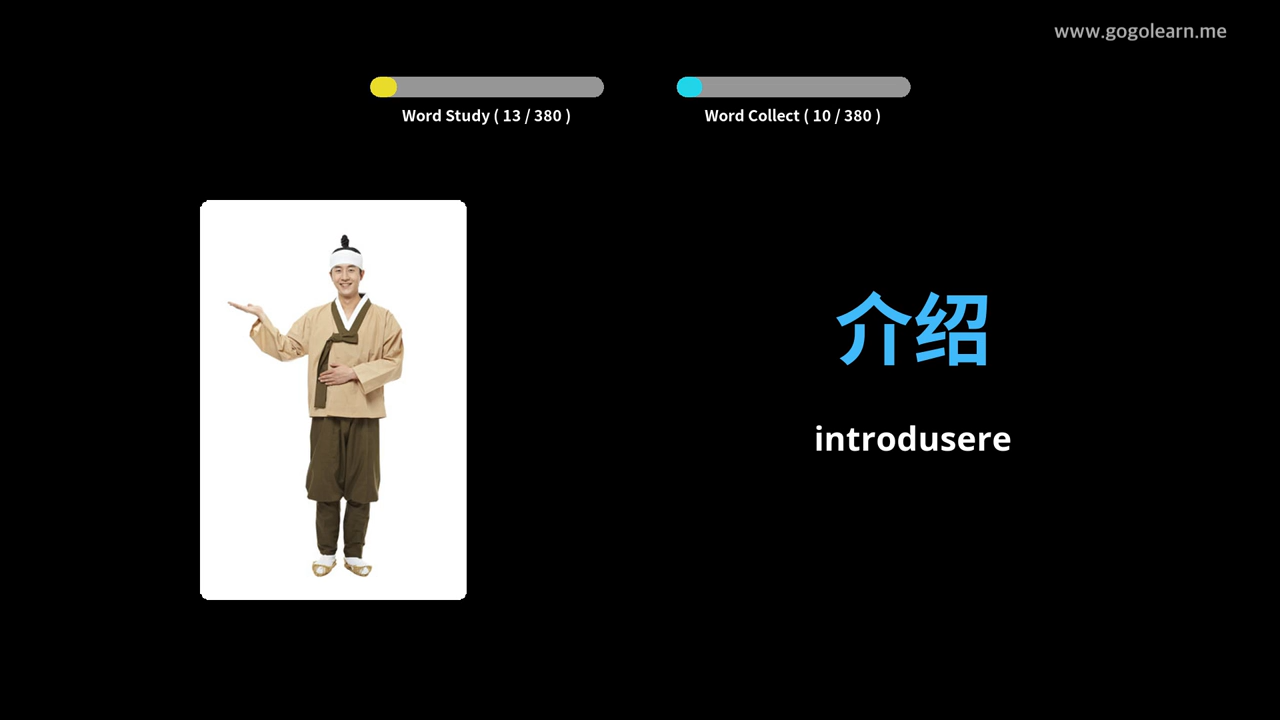 www.gogolearn.me
Word Study ( 13 / 380 )
Word Collect ( 10 / 380 )
介绍
introdusere